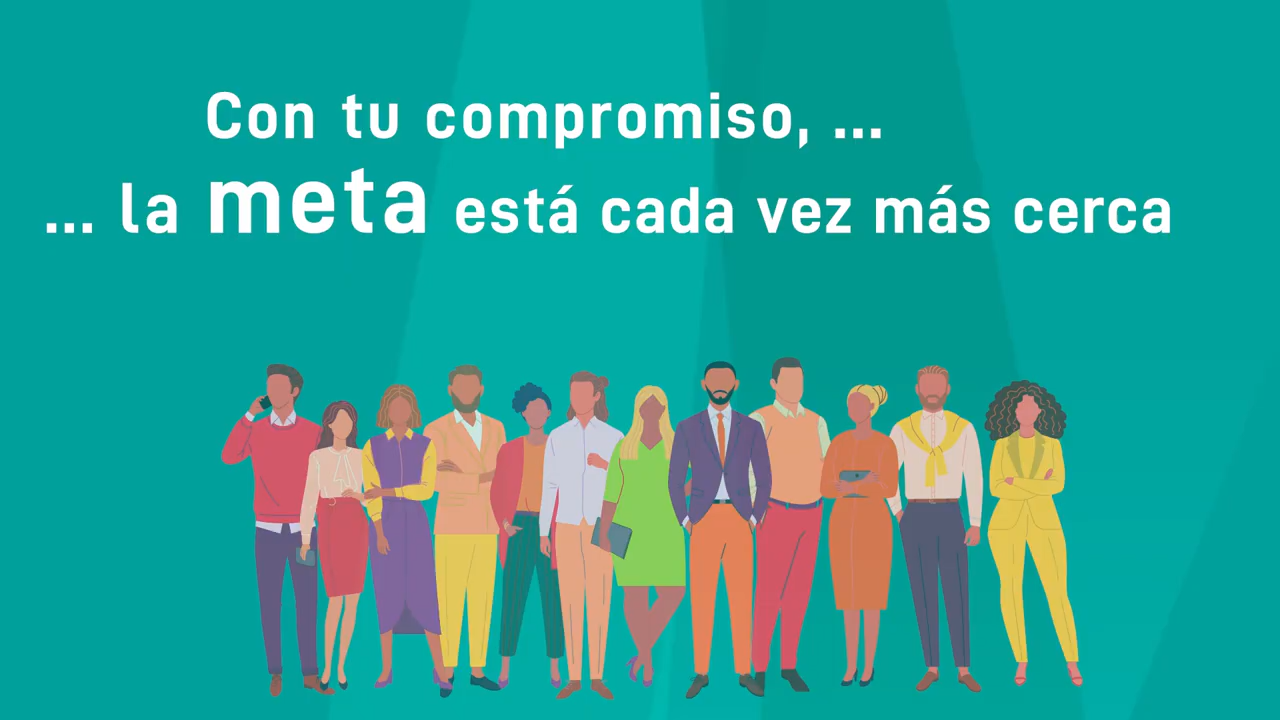 Con tu compromiso, ...
... la meta está cada vez más cerca